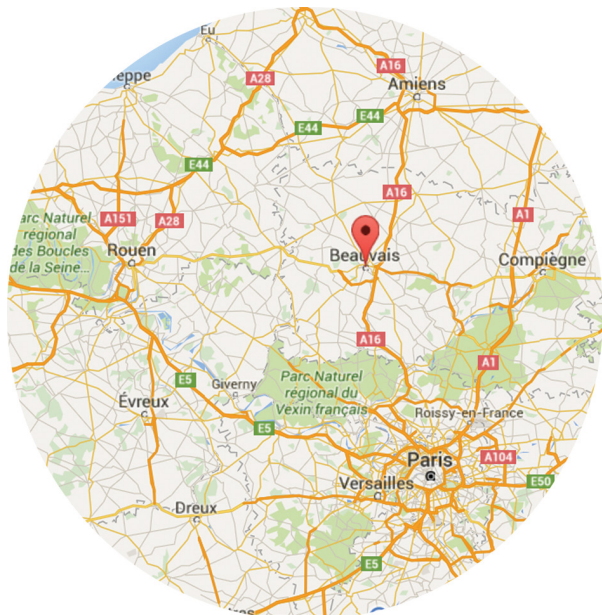 Eu
A16
A28
eppe
Amiens
E44
E44
E44
A16
A151
A28
A1
arc Naturel
régional
des Boucles
de la Seine...
Rouen
Beauvais
Compiègne
A16
A1
E5
Giverny
Parc Naturel
régional du
Vexin français
Évreux
Roissy-en-France
E5
Paris
A104
Versailles
E50
Dreux
E5
res